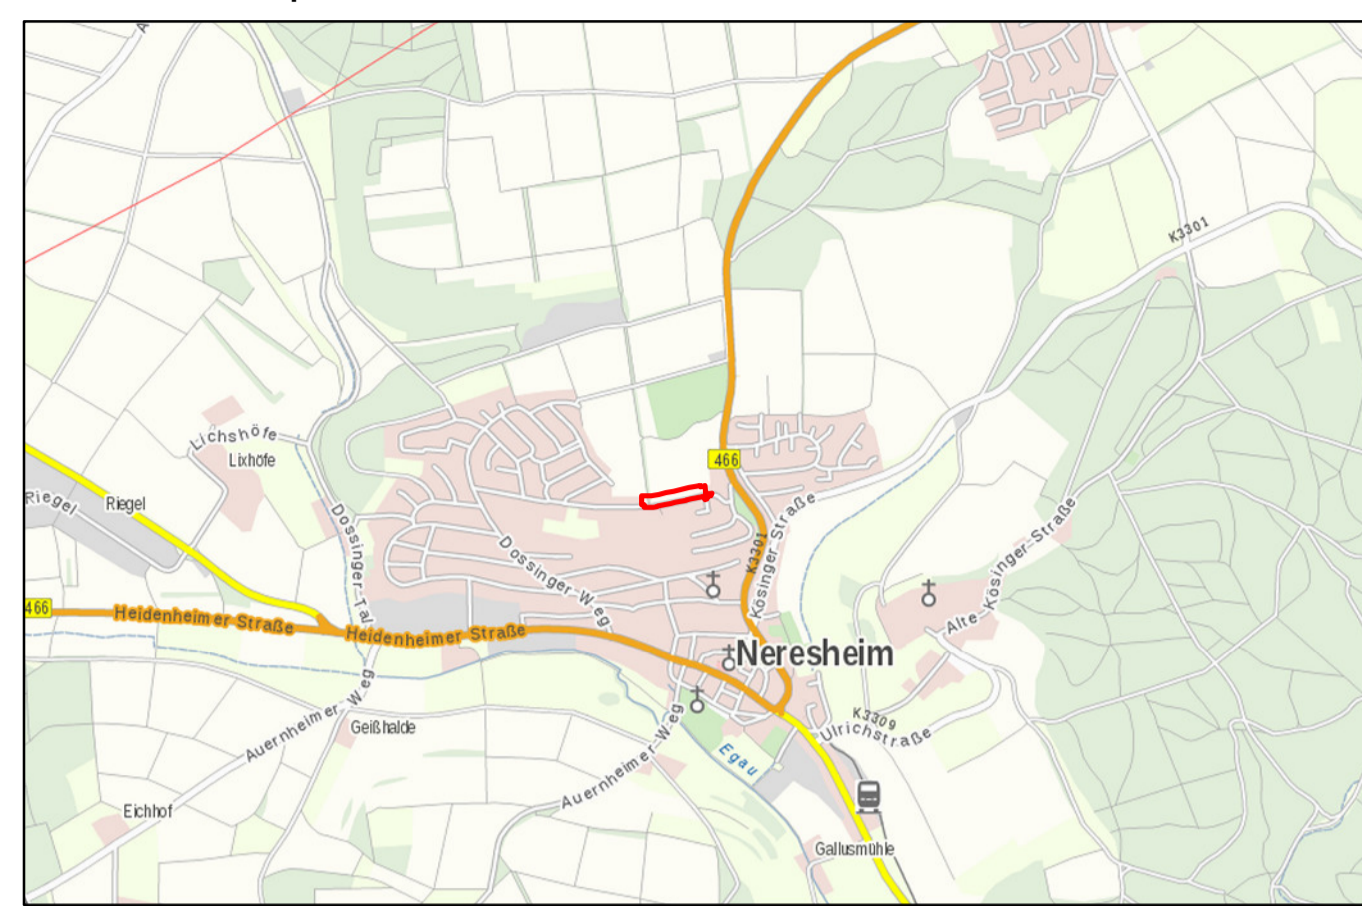 K3301
466
Lichshöfe
Lixhöfe
Riegel
Riegel
Dossinger-Tal
Dossinger-Weg
Kösinger-Straße
K3301
Alte-Kösinger-Straße
466
Heidenheimer Straße
Heidenheimer Straße
Neresheim
Auernheimer-Weg
Geißhalde
Auernheimer-Weg
Egau
K3309
Ulrichstraße
Eichhof
Gallusmühle